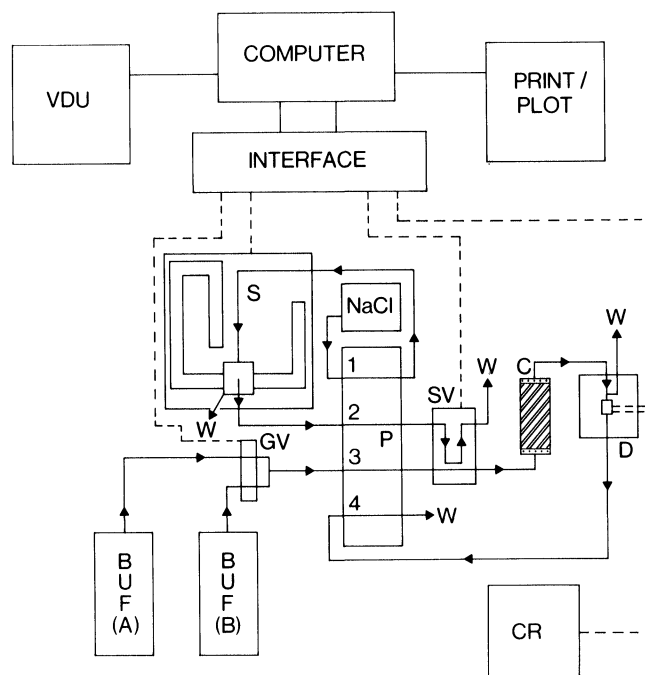 COMPUTER
VDU
PRINT /
PLOT
INTERFACE
S
NaCl
W
1
C
SV
W
2
W
P
GV
3
D
4
W
B
U
F
(A)
B
U
F
(B)
CR